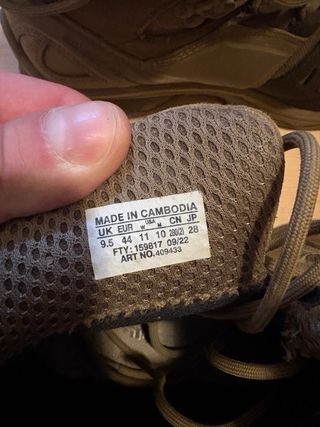 MADE IN CAMBODIA
UK EUR USA CN JP
W M
9.5 44 11 10 280(2) 28
FTY: 159817 09/22
ART NO.409433